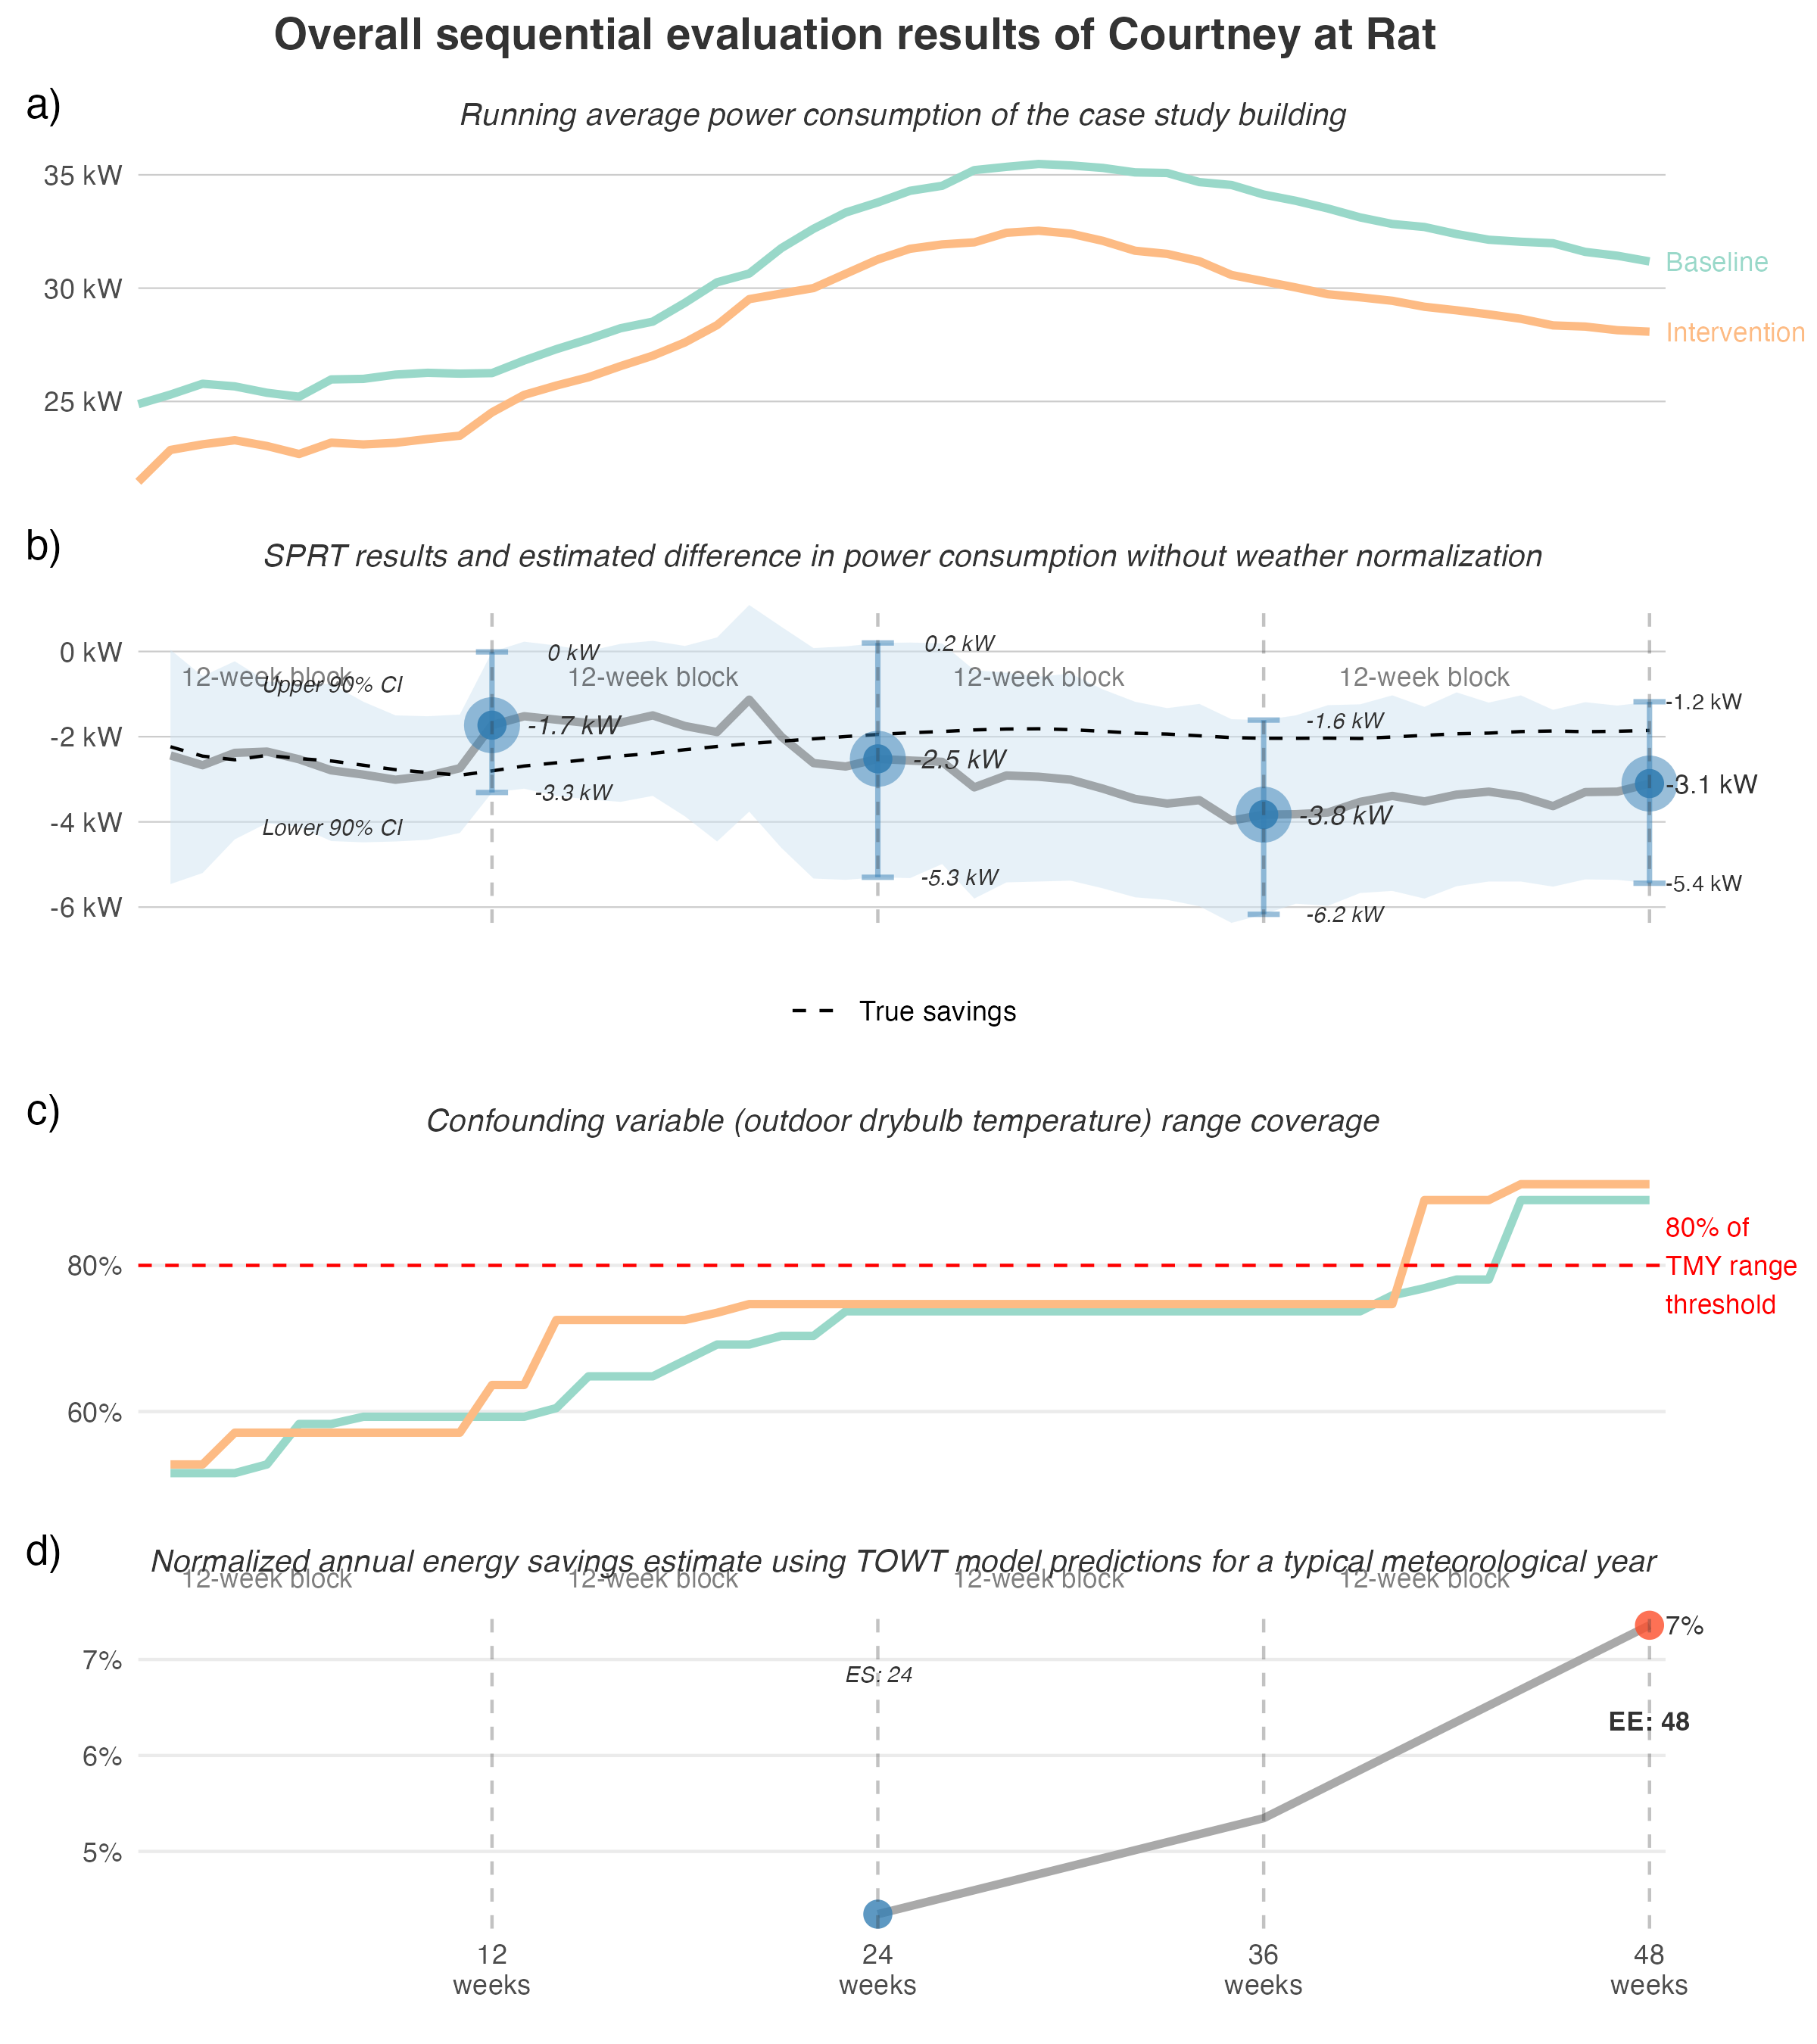 Overall sequential evaluation results of Courtney at Rat
a)
Running average power consumption of the case study building
35 kW
30 kW
25 kW
Baseline
Intervention
b)
SPRT results and estimated difference in power consumption without weather normalization
0 kW
-2 kW
-4 kW
-6 kW
12-week block
12-week block
12-week block
12-week block
Upper 90% CI
Lower 90% CI
0 kW
-1.7 kW
-3.3 kW
0.2 kW
-2.5 kW
-5.3 kW
-1.6 kW
-3.8 kW
-6.2 kW
-1.2 kW
-3.1 kW
-5.4 kW
True savings
c)
Confounding variable (outdoor drybulb temperature) range coverage
80%
60%
80% of
TMY range
threshold
d)
Normalized annual energy savings estimate using TOWT model predictions for a typical meteorological year
12-week block
12-week block
12-week block
12-week block
7%
6%
5%
ES: 24
7%
EE: 48
12
weeks
24
weeks
36
weeks
48
weeks